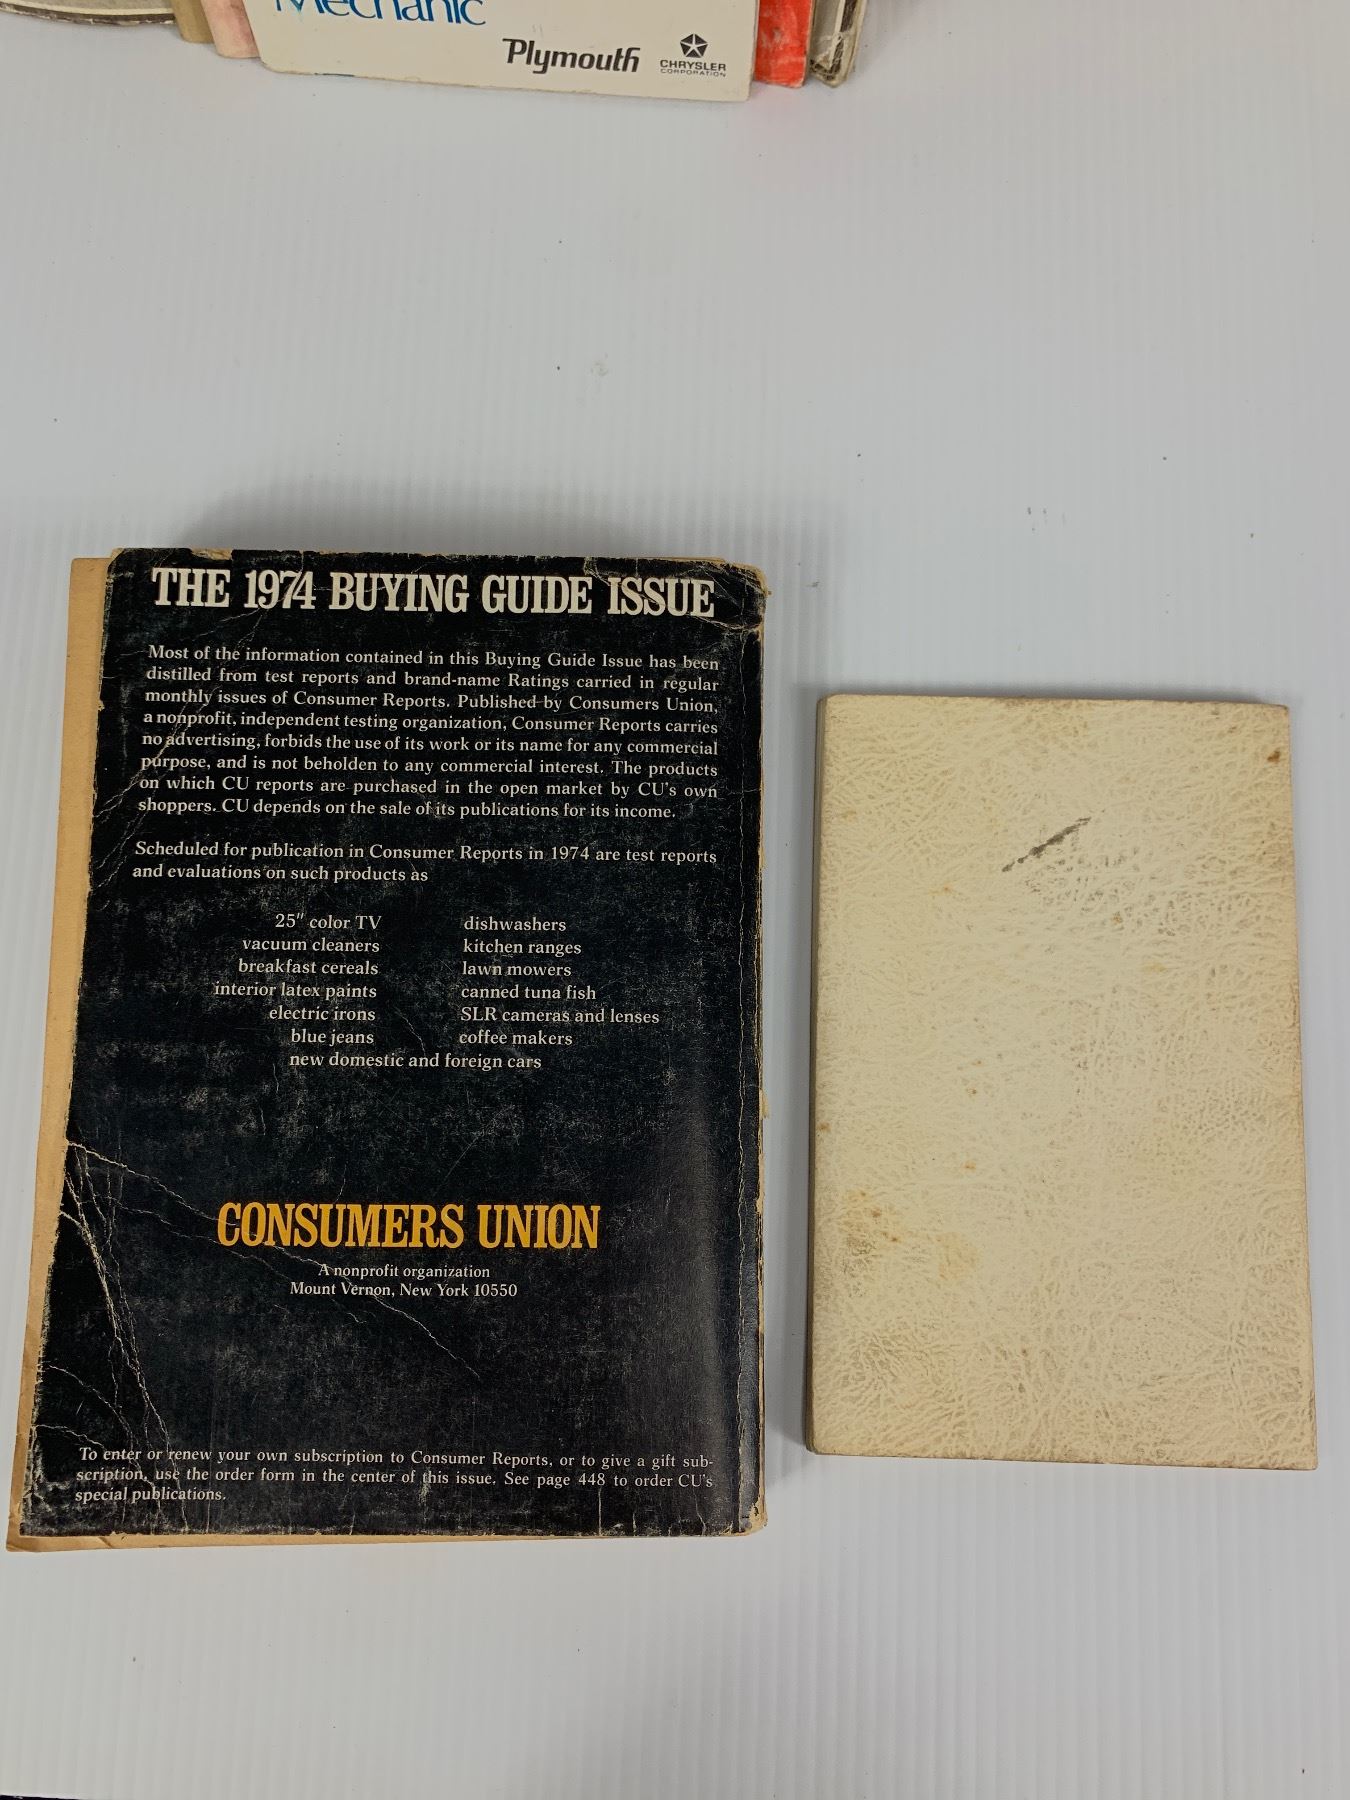 Mechanic
Plymouth
CHRYSLER
CORPORATION
THE 1974 BUYING GUIDE ISSUE
Most of the information contained in this Buying Guide Issue has been
distilled from test reports and brand-name Ratings carried in regular
monthly issues of Consumer Reports. Published by Consumers Union,
a nonprofit, independent testing organization, Consumer Reports carries
no advertising, forbids the use of its work or its name for any commercial
purpose, and is not beholden to any commercial interest. The products
on which CU reports are purchased in the open market by CU's own
shoppers. CU depends on the sale of its publications for its income.
Scheduled for publication in Consumer Reports in 1974 are test reports
and evaluations on such products as
25" color TV
vacuum cleaners
breakfast cereals
interior latex paints
electric irons
blue jeans
dishwashers
kitchen ranges
lawn mowers
canned tuna fish
SLR cameras and lenses
coffee makers
new domestic and foreign cars
CONSUMERS UNION
A nonprofit organization
Mount Vernon, New York 10550
To enter or renew your own subscription to Consumer Reports, or to give a gift sub-
scription, use the order form in the center of this issue. See page 448 to order CU's
special publications.